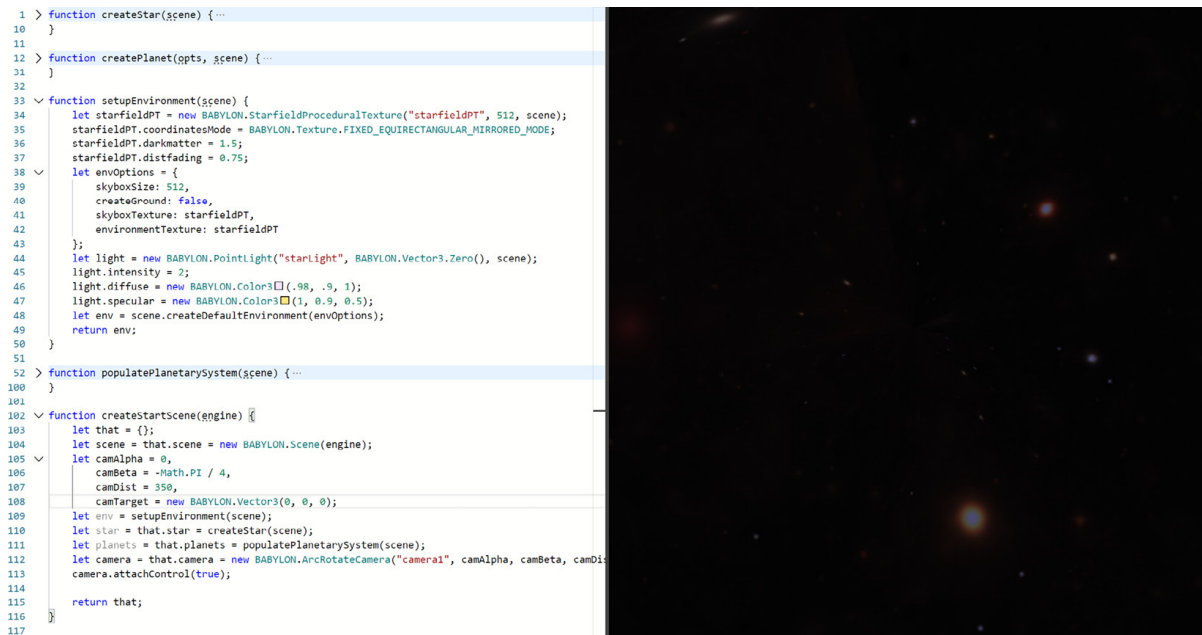 1 > function createStar(scene) { ...
10 }
11
12 > function createPlanet(opts, scene) { ...
31 }
32
33 function setupEnvironment(scene) {
34 let starfieldPT = new BABYLON.StarfieldProceduralTexture("starfieldPT", 512, scene);
35 starfieldPT.coordinatesMode = BABYLON.Texture.FIXED_EQUIRECTANGULAR_MIRRORED_MODE;
36 starfieldPT.darkmatter = 1.5;
37 starfieldPT.distfading = 0.75;
38 let envOptions = {
39 skyboxSize: 512,
40 createGround: false,
41 skyboxTexture: starfieldPT,
42 environmentTexture: starfieldPT
43 };
44 let light = new BABYLON.PointLight("starLight", BABYLON.Vector3.Zero(), scene);
45 light.intensity = 2;
46 light.diffuse = new BABYLON.Color3(.98, .9, 1);
47 light.specular = new BABYLON.Color3(1, 0.9, 0.5);
48 let env = scene.createDefaultEnvironment(envOptions);
49 return env;
50 }
51
52 > function populatePlanetarySystem(scene) { ...
100 }
101
102 function createStartScene(engine) {
103 let that = {};
104 let scene = that.scene = new BABYLON.Scene(engine);
105 let camAlpha = 0,
106 camBeta = -Math.PI / 4,
107 camDist = 350,
108 camTarget = new BABYLON.Vector3(0, 0, 0);
109 let env = setupEnvironment(scene);
110 let star = that.star = createStar(scene);
111 let planets = that.planets = populatePlanetarySystem(scene);
112 let camera = that.camera = new BABYLON.ArcRotateCamera("camera1", camAlpha, camBeta, camDi
113 camera.attachControl(true);
114
115 return that;
116 }
117